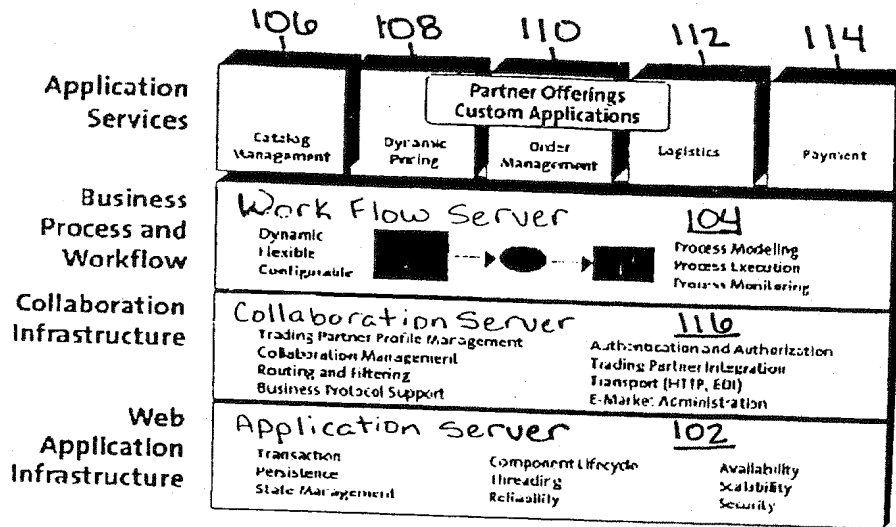 106 108 110 112 114
Application
Services
Partner Offerings
Custom Applications
Catalog
Management
Dynamic
Pricing
Order
Management
Logistics
Payment
Business
Process and
Workflow
Work Flow Server 104
Dynamic
Flexible
Configurable
Process Modeling
Process Execution
Process Monitoring
Collaboration
Infrastructure
Collaboration Server 116
Trading Partner Profile Management
Collaboration Management
Routing and Filtering
Business Protocol Support
Authentication and Authorization
Trading Partner Integration
Transport (HTTP, EDI)
E-Market Administration
Web
Application
Infrastructure
Application Server 102
Transaction
Persistence
State Management
Component Lifecycle
Threading
Reliability
Availability
Scalability
Security